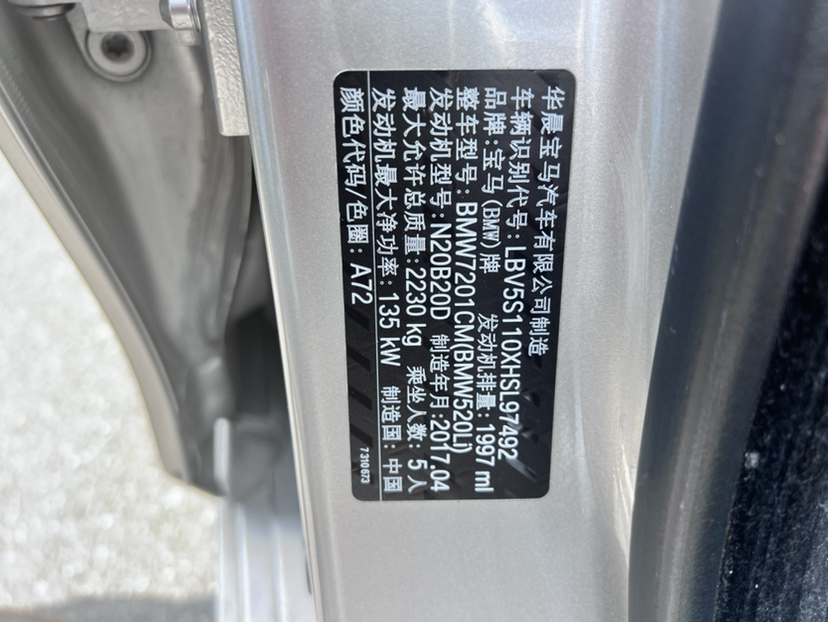 华晨宝马汽车有限公司制造
车辆识别代号:LBV5S110XHSL97492
品牌:宝马(BMW)牌 发动机排量:1997 ml
整车型号:BMW7201CM(BMW520LI)
发动机型号:N20B20D 制造年月:2017.04
最大允许总质量:2230 kg 乘坐人数:5人
发动机最大净功率:135 kW 制造国:中国
颜色代码/色圈:A72 7310673